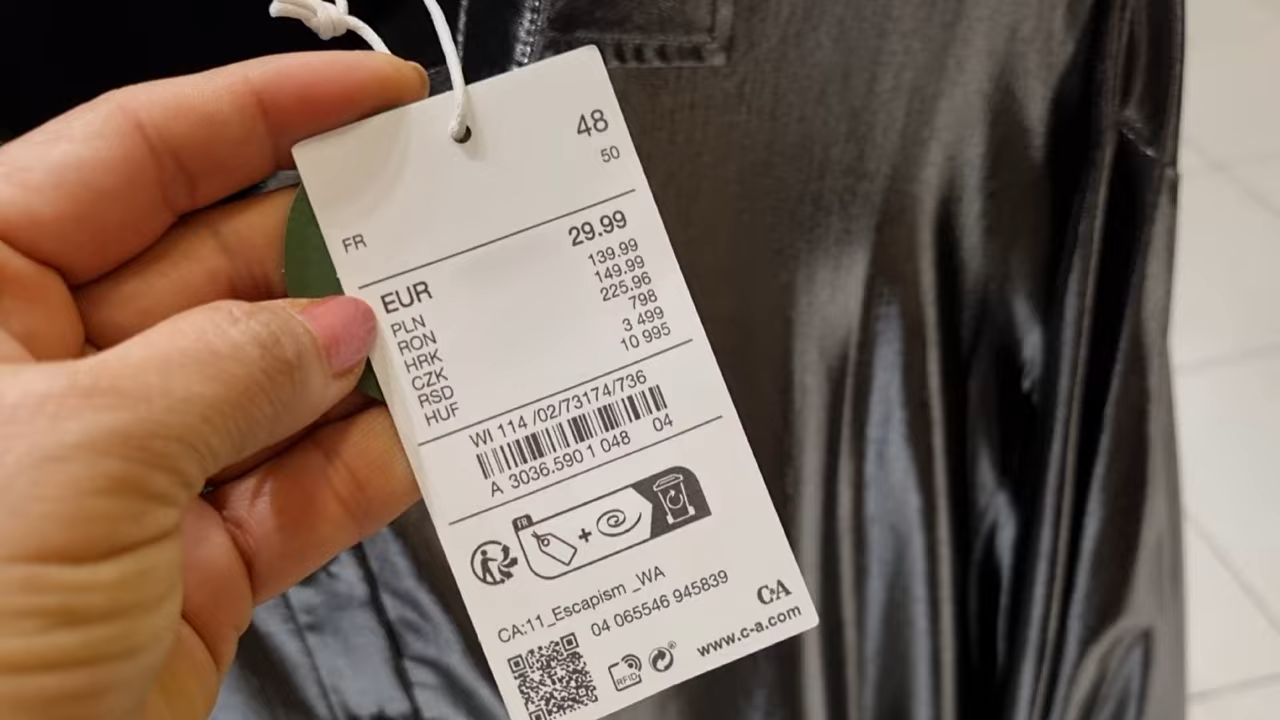 48
50
FR
EUR 29.99
PLN 139.99
RON 149.99
HRK 225.96
CZK 798
RSD 3 499
HUF 10 995
WI 114 /02/73174/736
A 3036.590 1 048 04
FR
+
CA:11_Escapism _WA
04 065546 945839
C&A
RFID
®
www.c-a.com